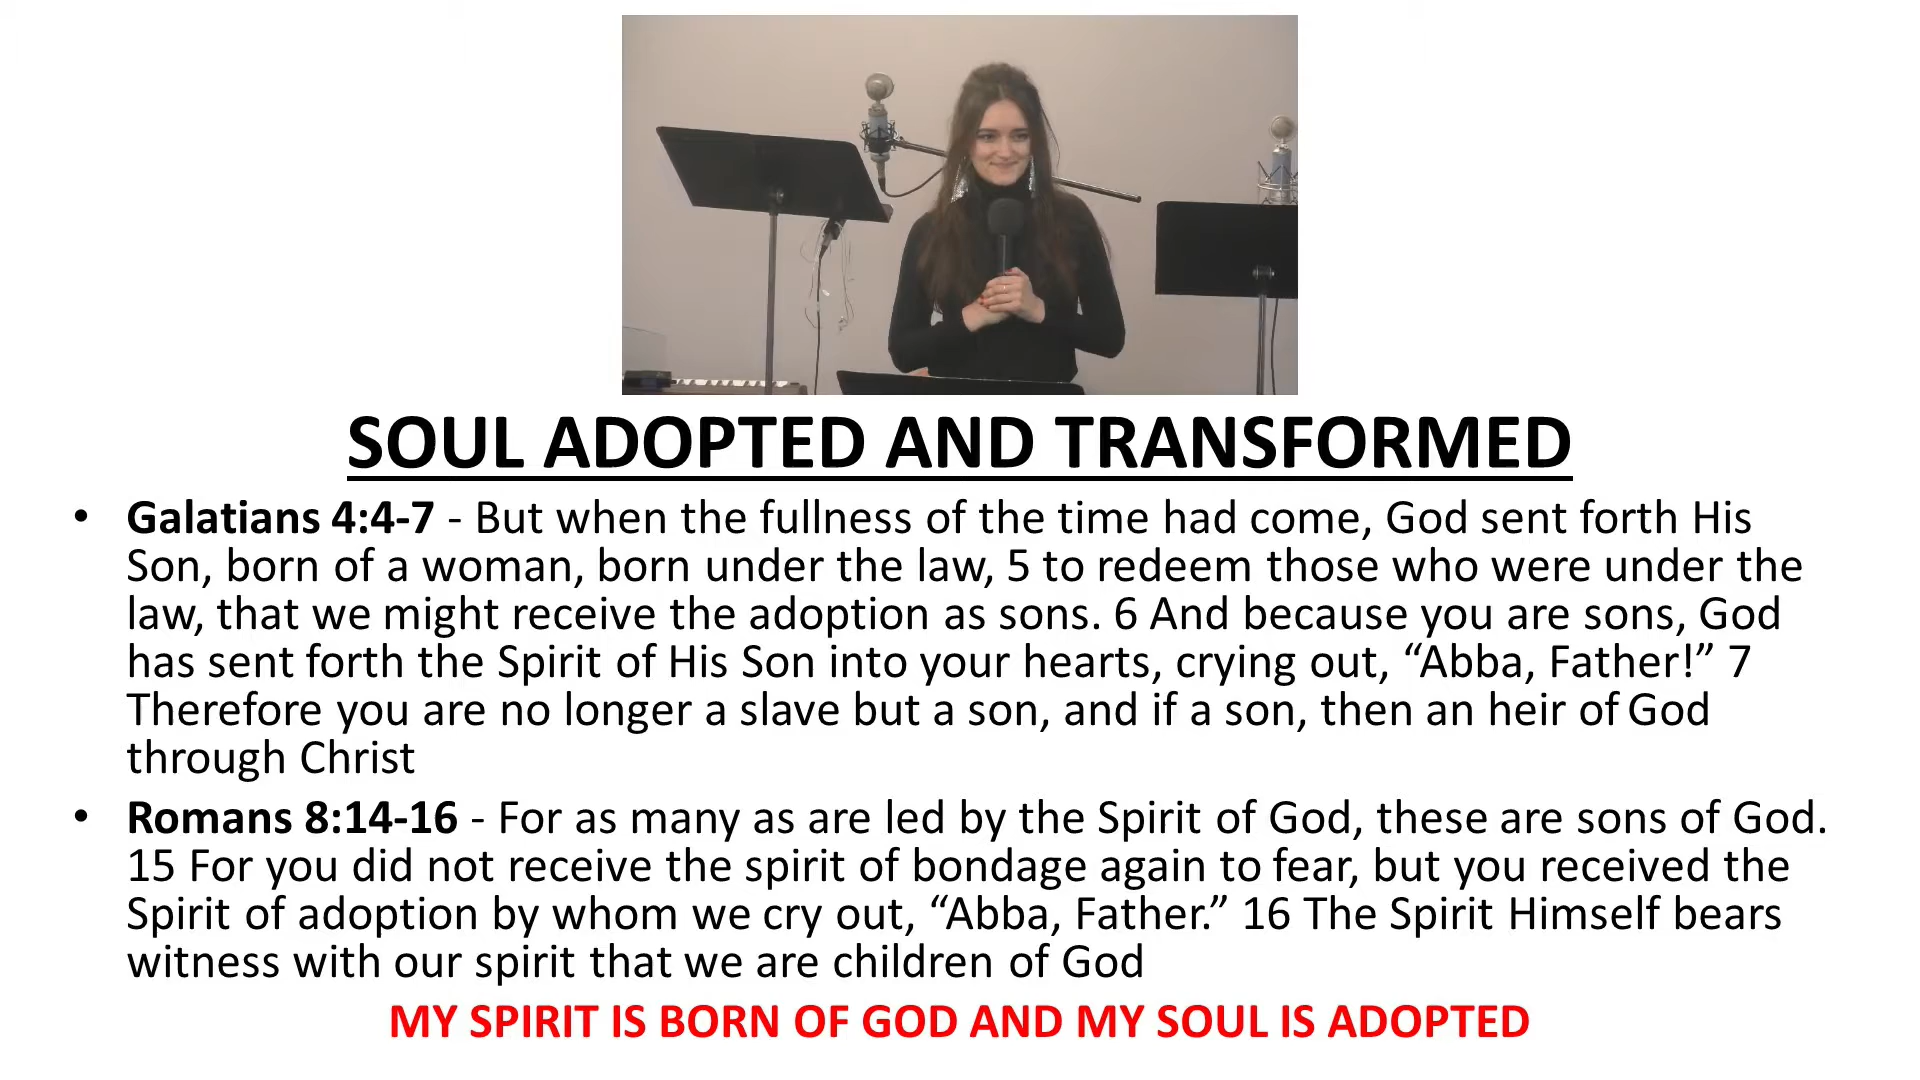 SOUL ADOPTED AND TRANSFORMED
• Galatians 4:4-7 - But when the fullness of the time had come, God sent forth His
Son, born of a woman, born under the law, 5 to redeem those who were under the
law, that we might receive the adoption as sons. 6 And because you are sons, God
has sent forth the Spirit of His Son into your hearts, crying out, “Abba, Father!” 7
Therefore you are no longer a slave but a son, and if a son, then an heir of God
through Christ
• Romans 8:14-16 - For as many as are led by the Spirit of God, these are sons of God.
15 For you did not receive the spirit of bondage again to fear, but you received the
Spirit of adoption by whom we cry out, “Abba, Father.” 16 The Spirit Himself bears
witness with our spirit that we are children of God
MY SPIRIT IS BORN OF GOD AND MY SOUL IS ADOPTED